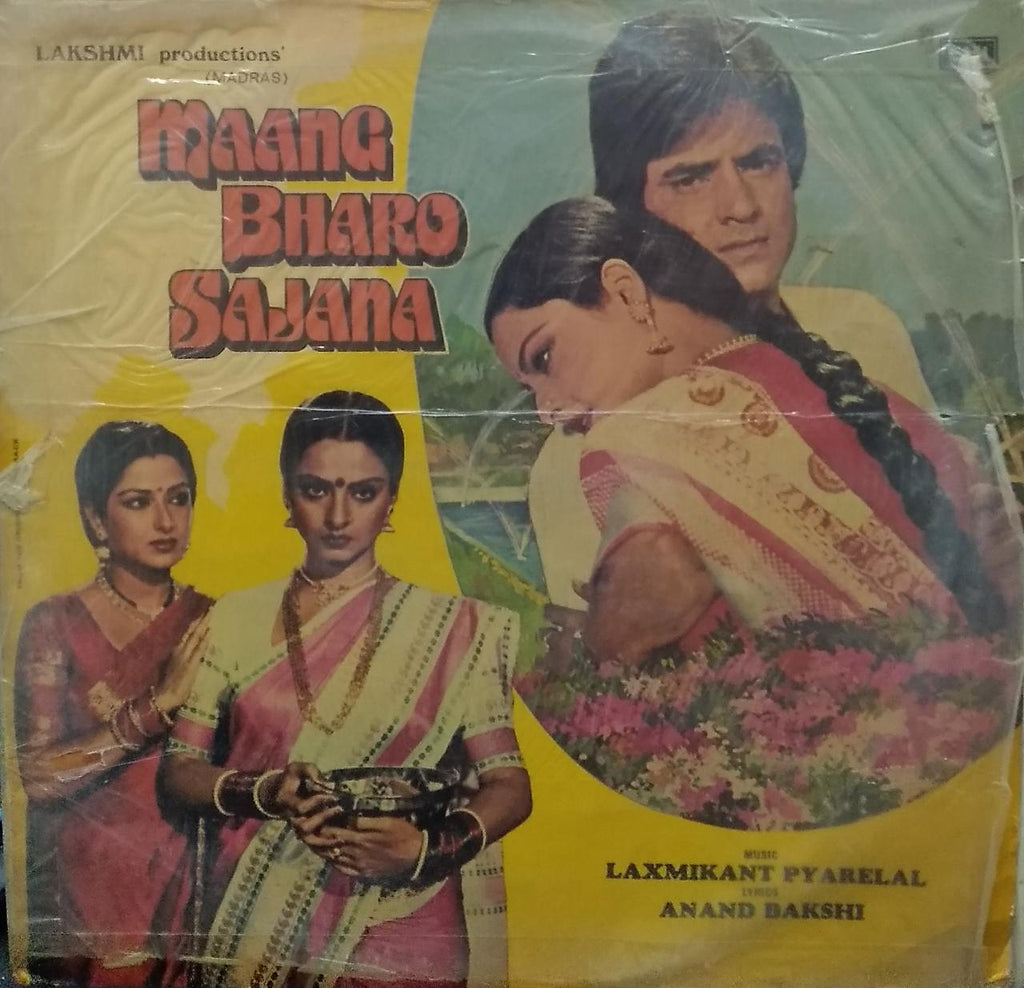 LAKSHMI productions'
(MADRAS)
MAANG
BHARO
SAJANA
MUSIC
LAXMIKANT PYARELAL
LYRICS
ANAND BAKSHI